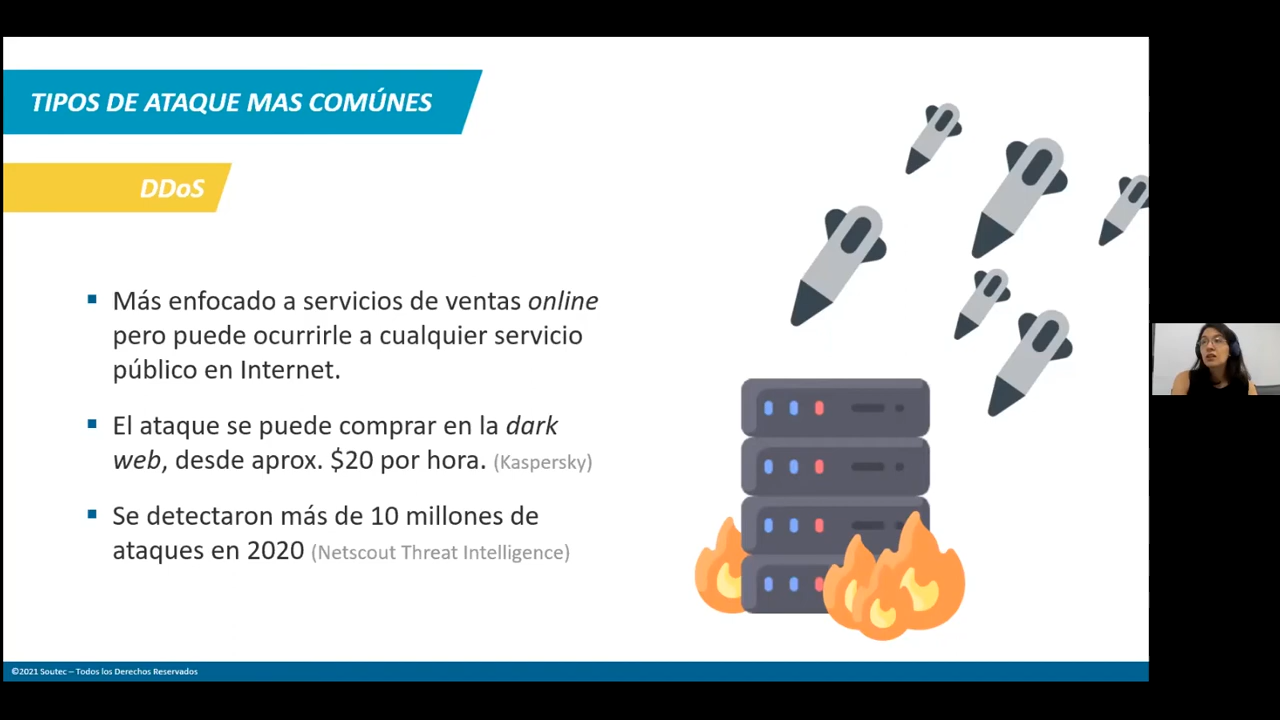 TIPOS DE ATAQUE MAS COMÚNES
DDoS
Más enfocado a servicios de ventas online
pero puede ocurrirle a cualquier servicio
público en Internet.
El ataque se puede comprar en la dark
web, desde aprox. $20 por hora. (Kaspersky)
Se detectaron más de 10 millones de
ataques en 2020 (Netscout Threat Intelligence)
©2021 Soutec – Todos los Derechos Reservados